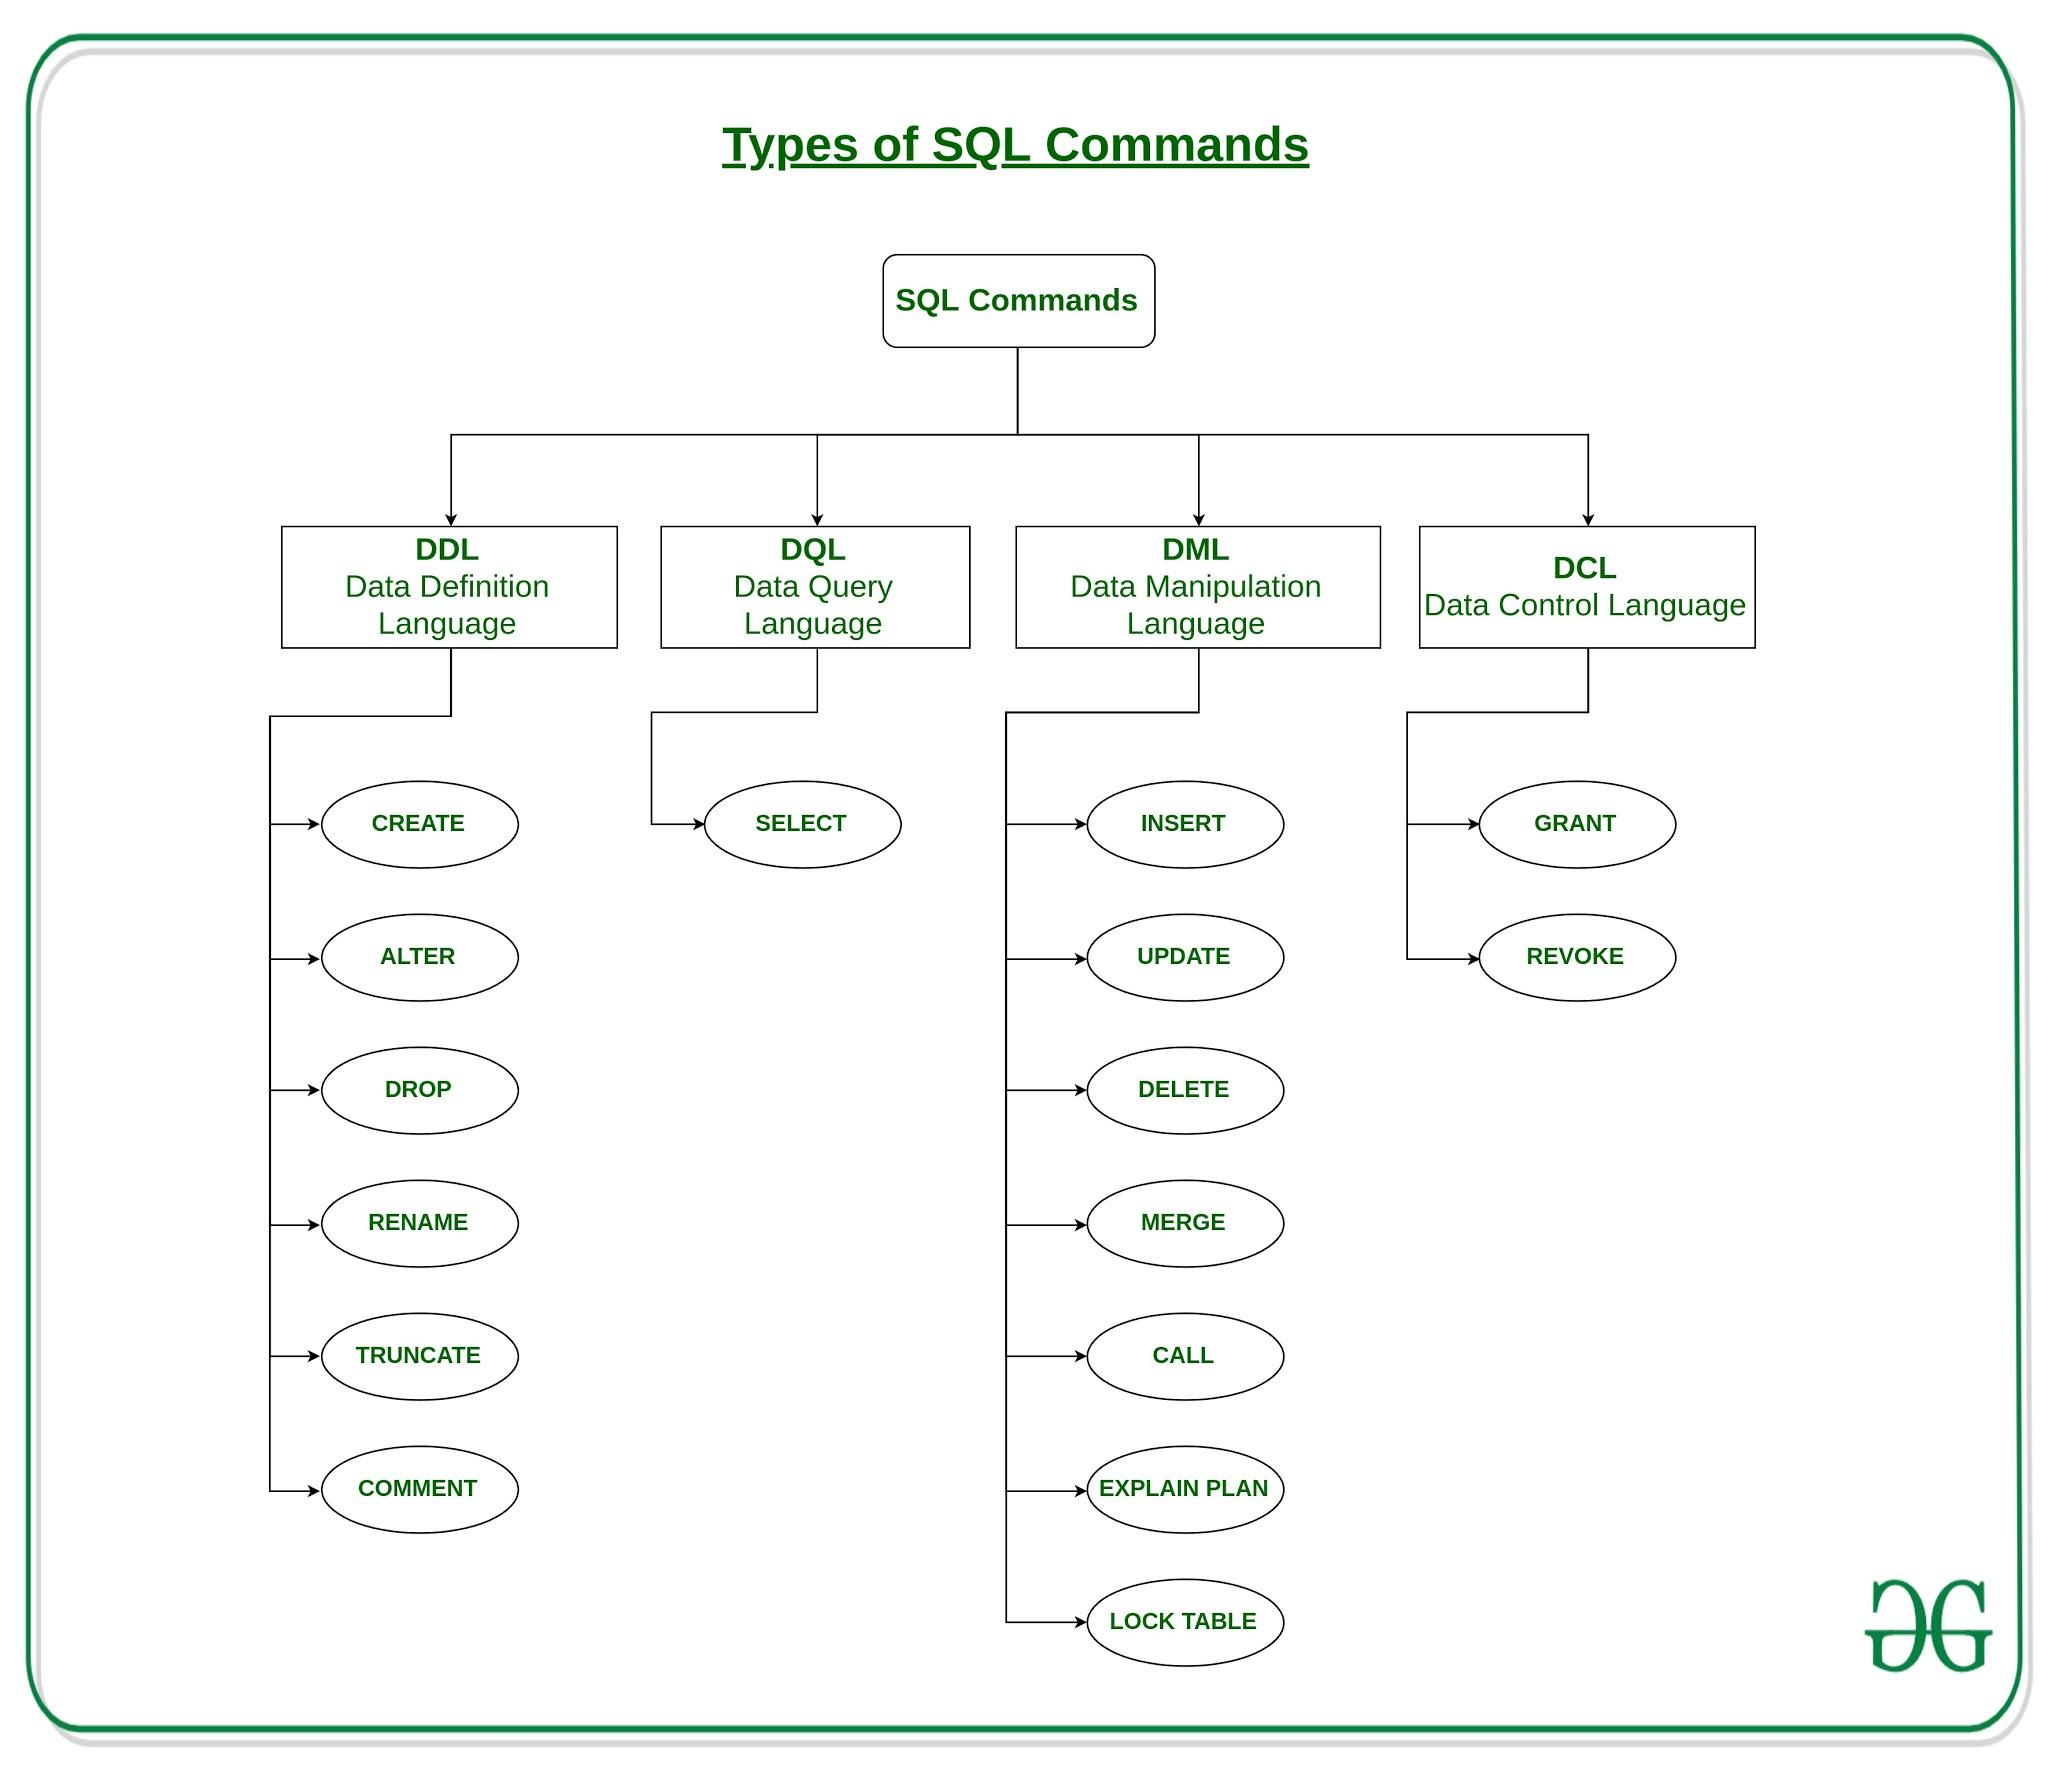 Types of SQL Commands
SQL Commands
DDL
Data Definition
Language
DQL
Data Query
Language
DML
Data Manipulation
Language
DCL
Data Control Language
CREATE
ALTER
DROP
RENAME
TRUNCATE
COMMENT
SELECT
INSERT
UPDATE
DELETE
MERGE
CALL
EXPLAIN PLAN
LOCK TABLE
GRANT
REVOKE